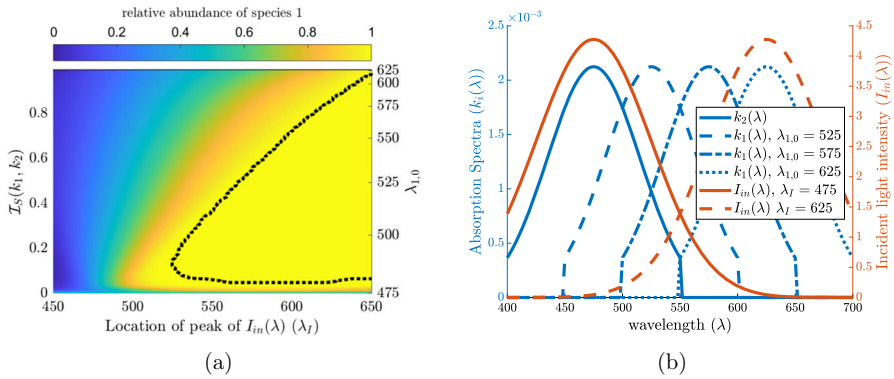 relative abundance of species 1
0 0.2 0.4 0.6 0.8 1
I_S(k_1, k_2)
0.8
0.6
0.4
0.2
0
625
600
575
550
525
500
475
λ_{1,0}
450 500 550 600 650
Location of peak of I_{in}(λ) (λ_I)
(a)
×10^{-3}
2.5
2
1.5
1
0.5
0
Absorption Spectra (k_i(λ))
k_2(λ)
k_1(λ), λ_{1,0} = 525
k_1(λ), λ_{1,0} = 575
k_1(λ), λ_{1,0} = 625
I_{in}(λ), λ_I = 475
I_{in}(λ) λ_I = 625
4.5
4
3.5
3
2.5
2
1.5
1
0.5
0
Incident light intensity (I_{in}(λ))
400 450 500 550 600 650 700
wavelength (λ)
(b)